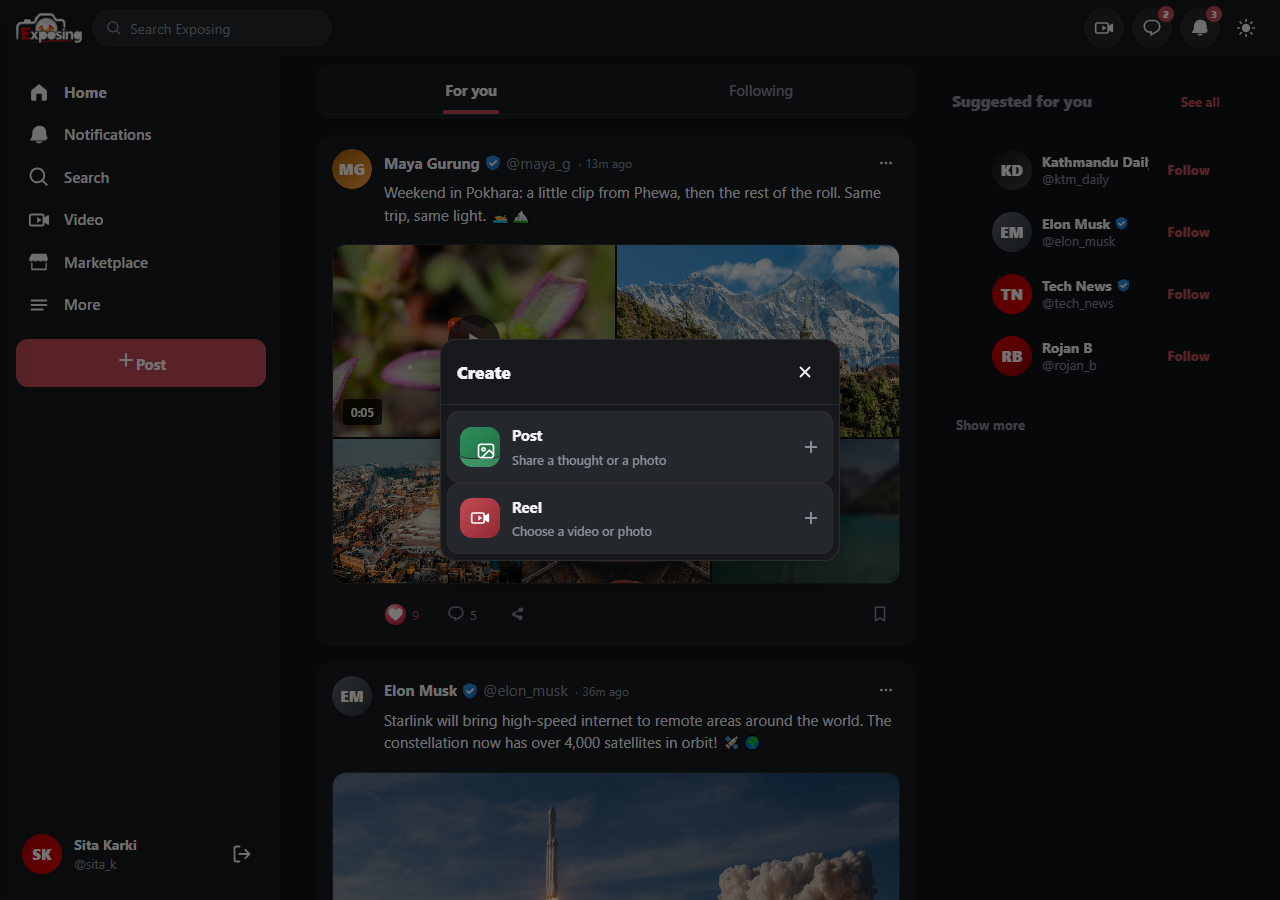 Exposing
Search Exposing
2
3
Home
Notifications
Search
Video
Marketplace
More
Post
SK
Sita Karki
@sita_k
For you
Following
MG
Maya Gurung @maya_g · 13m ago
Weekend in Pokhara: a little clip from Phewa, then the rest of the roll. Same
trip, same light.
0:05
9
5
EM
Elon Musk @elon_musk · 36m ago
Starlink will bring high-speed internet to remote areas around the world. The
constellation now has over 4,000 satellites in orbit!
Create
Post
Share a thought or a photo
Reel
Choose a video or photo
Suggested for you
See all
KD
Kathmandu Dail
@ktm_daily
Follow
EM
Elon Musk
@elon_musk
Follow
TN
Tech News
@tech_news
Follow
RB
Rojan B
@rojan_b
Follow
Show more